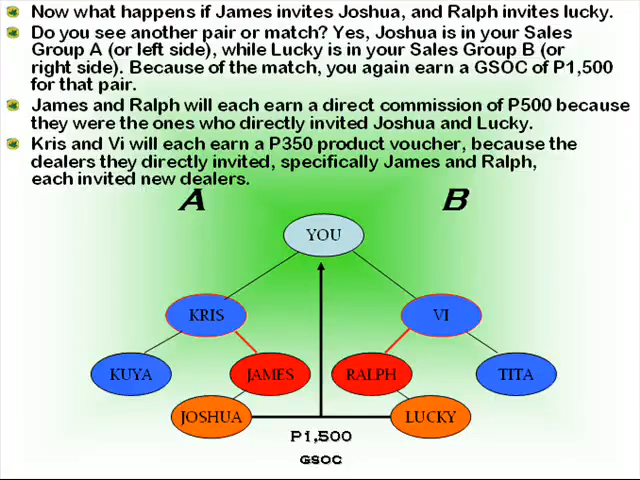 Now what happens if James invites Joshua, and Ralph invites lucky.
Do you see another pair or match? Yes, Joshua is in your Sales
Group A (or left side), while Lucky is in your Sales Group B (or
right side). Because of the match, you again earn a GSOC of P1,500
for that pair.
James and Ralph will each earn a direct commission of P500 because
they were the ones who directly invited Joshua and Lucky.
Kris and Vi will each earn a P350 product voucher, because the
dealers they directly invited, specifically James and Ralph,
each invited new dealers.
A B
YOU
KRIS VI
KUYA JAMES RALPH TITA
JOSHUA LUCKY
P1,500
GSOC